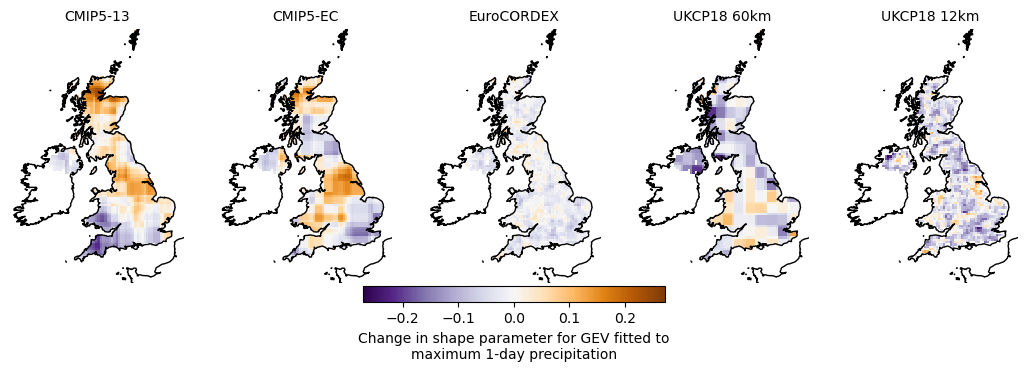 CMIP5-13
CMIP5-EC
EuroCORDEX
UKCP18 60km
UKCP18 12km
−0.2 −0.1 0.0 0.1 0.2
Change in shape parameter for GEV fitted to
maximum 1-day precipitation